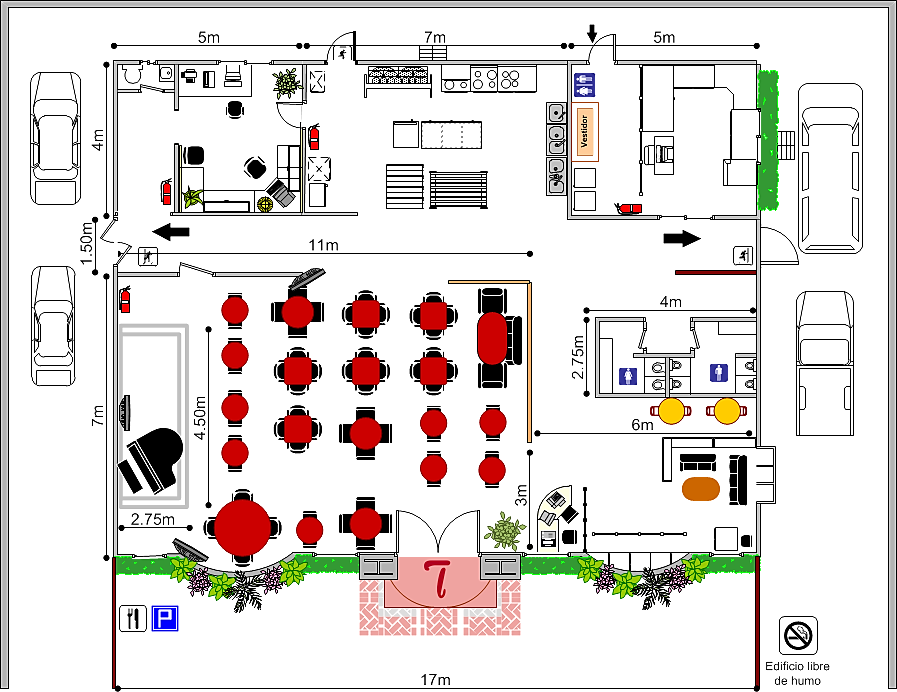 5m
7m
5m
4m
Vestidor
1.50m
11m
4m
2.75m
7m
4.50m
6m
3m
2.75m
τ
P
Edificio libre
de humo
17m